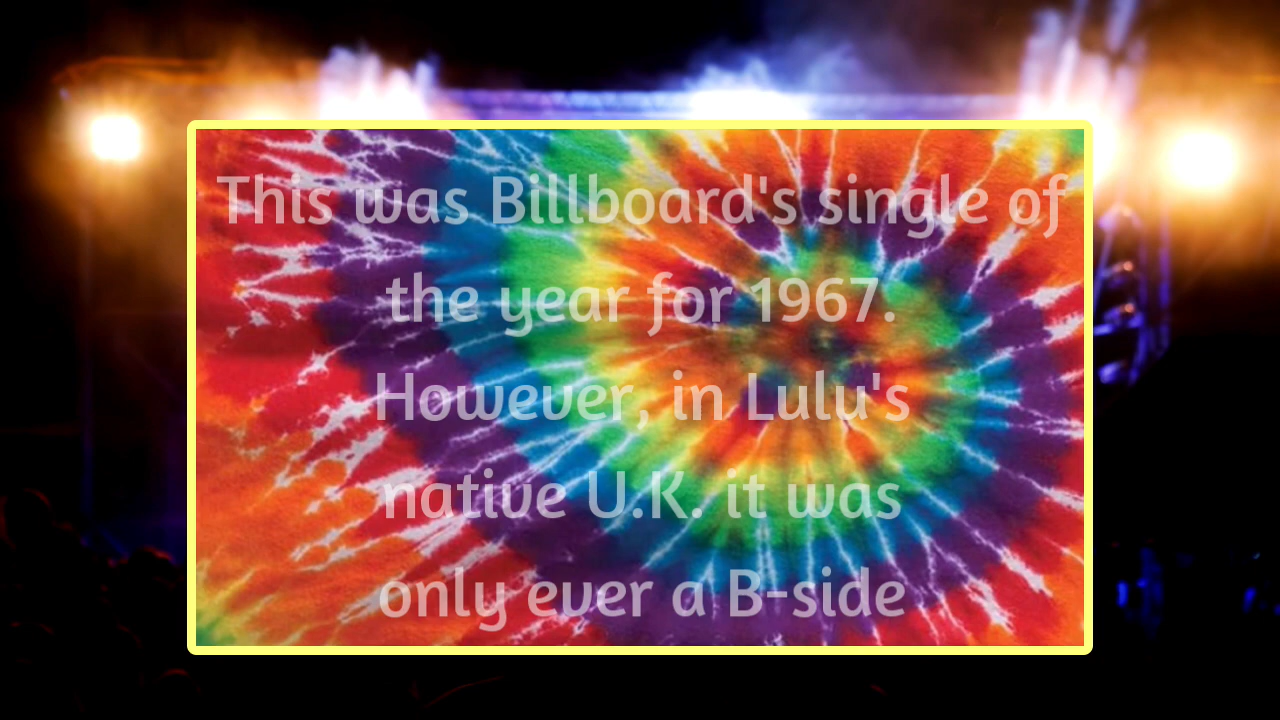 This was Billboard's single of
the year for 1967.
However, in Lulu's
native U.K. it was
only ever a B-side